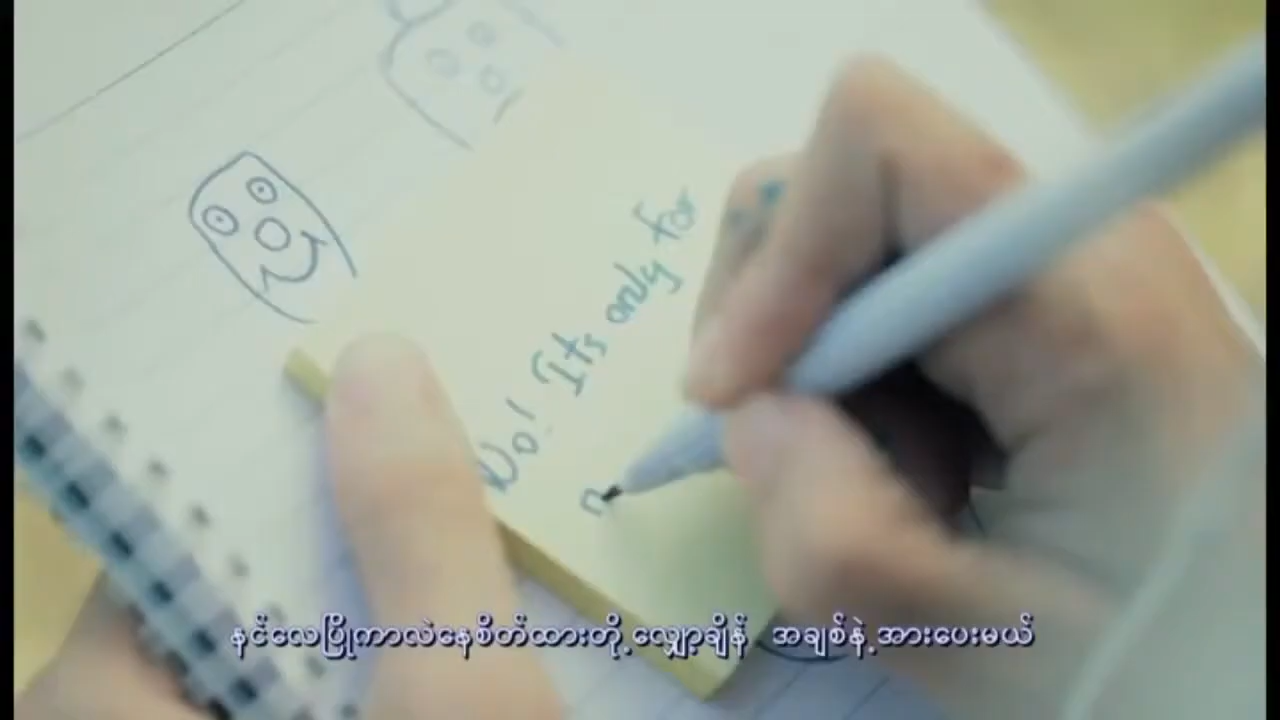 No! Its only for
နင်လေပြိုကာလဲနေစိတ်ထားတို့လျှော့ချိန် အချစ်နဲ့အားပေးမယ်